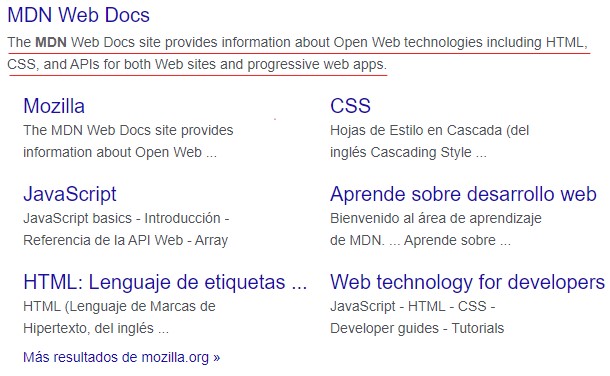 MDN Web Docs
The MDN Web Docs site provides information about Open Web technologies including HTML,
CSS, and APIs for both Web sites and progressive web apps.
Mozilla
The MDN Web Docs site provides
information about Open Web ...
CSS
Hojas de Estilo en Cascada (del
inglés Cascading Style ...
JavaScript
JavaScript basics - Introducción -
Referencia de la API Web - Array
Aprende sobre desarrollo web
Bienvenido al área de aprendizaje
de MDN. ... Aprende sobre ...
HTML: Lenguaje de etiquetas ...
HTML (Lenguaje de Marcas de
Hipertexto, del inglés ...
Web technology for developers
JavaScript - HTML - CSS -
Developer guides - Tutorials
Más resultados de mozilla.org »